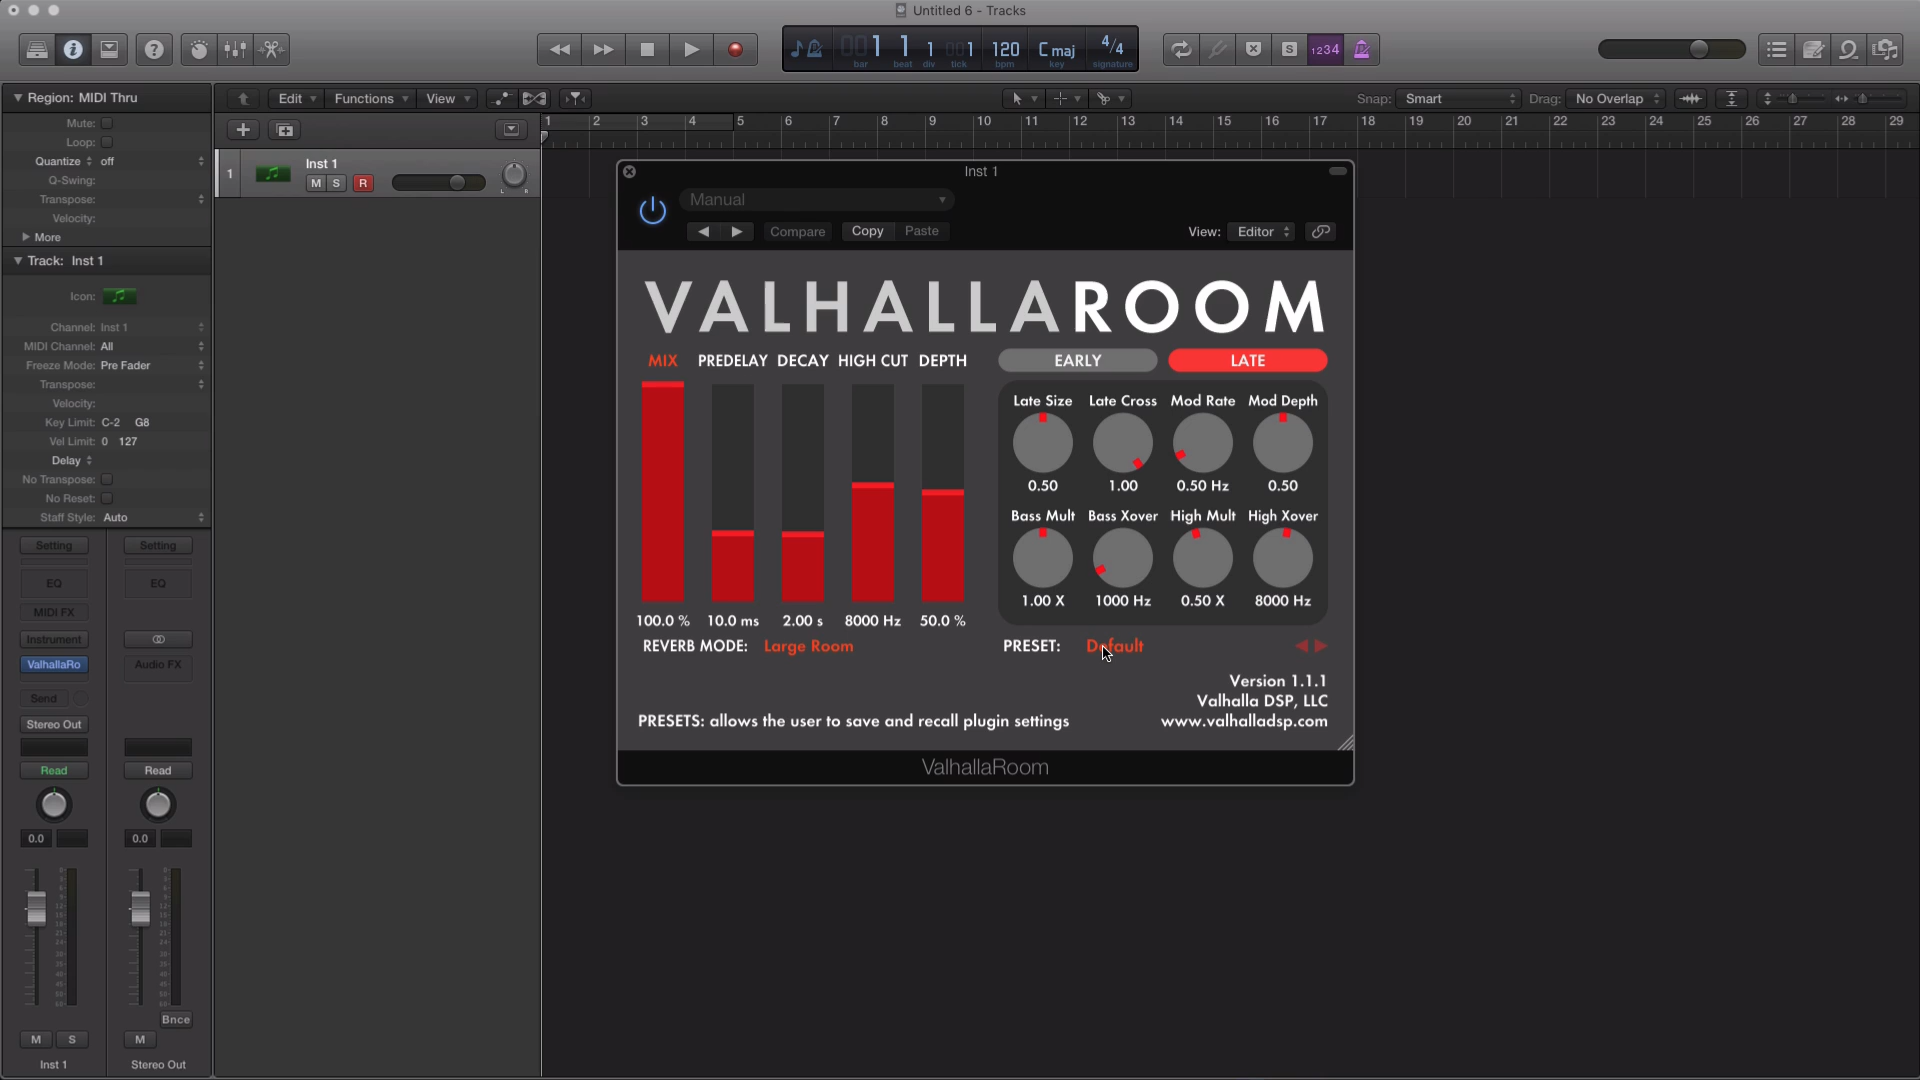 Untitled 6 - Tracks
1 1 1 1 120 C maj 4/4
bar beat div tick bpm key signature
S 1234
Region: MIDI Thru
Edit Functions View
Snap: Smart Drag: No Overlap
Mute:
Loop:
Quantize off
Q-Swing:
Transpose:
Velocity:
More
1 2 3 4 5 6 7 8 9 10 11 12 13 14 15 16 17 18 19 20 21 22 23 24 25 26 27 28 29
1 Inst 1
M S R
Track: Inst 1
Icon:
Channel: Inst 1
MIDI Channel: All
Freeze Mode: Pre Fader
Transpose:
Velocity:
Key Limit: C-2 G8
Vel Limit: 0 127
Delay
No Transpose:
No Reset:
Staff Style: Auto
Setting Setting
EQ EQ
MIDI FX
Instrument
ValhallaRo Audio FX
Send
Stereo Out
Read Read
0.0 0.0
Bnce
M S M
Inst 1 Stereo Out
Inst 1
Manual
Compare Copy Paste
View: Editor
VALHALLAROOM
MIX PREDELAY DECAY HIGH CUT DEPTH
EARLY LATE
Late Size Late Cross Mod Rate Mod Depth
0.50 1.00 0.50 Hz 0.50
Bass Mult Bass Xover High Mult High Xover
1.00 X 1000 Hz 0.50 X 8000 Hz
100.0 % 10.0 ms 2.00 s 8000 Hz 50.0 %
REVERB MODE: Large Room
PRESET: Default
Version 1.1.1
Valhalla DSP, LLC
PRESETS: allows the user to save and recall plugin settings
www.valhalladsp.com
ValhallaRoom